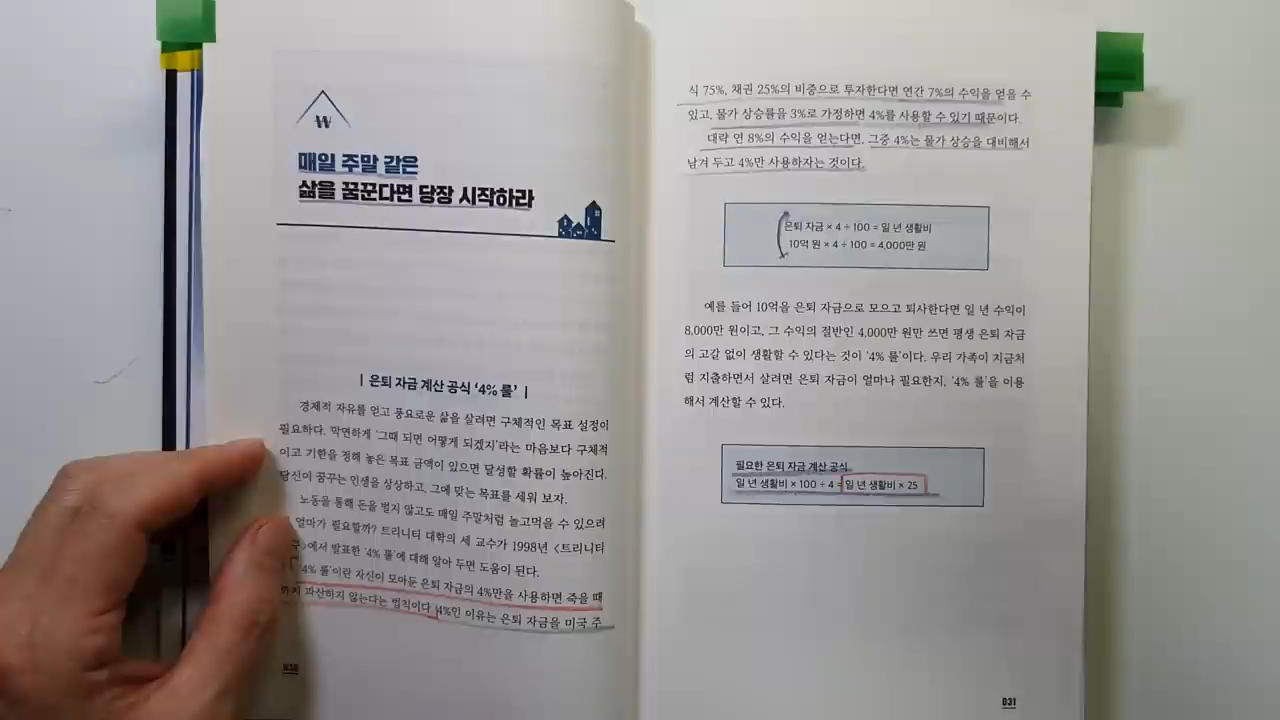 W
매일 주말 같은
삶을 꿈꾼다면 당장 시작하라
| 은퇴 자금 계산 공식 '4% 룰' |
경제적 자유를 얻고 풍요로운 삶을 살려면 구체적인 목표 설정이
필요하다. 막연하게 '그때 되면 어떻게 되겠지'라는 마음보다 구체적
이고 기한을 정해 놓은 목표 금액이 있으면 달성할 확률이 높아진다.
당신이 꿈꾸는 인생을 상상하고, 그에 맞는 목표를 세워 보자.
노동을 통해 돈을 벌지 않고도 매일 주말처럼 놀고먹을 수 있으려
얼마가 필요할까? 트리니티 대학의 세 교수가 1998년 〈트리니티
구〉에서 발표한 '4% 룰'에 대해 알아 두면 도움이 된다.
'4% 룰'이란 자신이 모아둔 은퇴 자금의 4%만을 사용하면 죽을 때
까지 파산하지 않는다는 법칙이다. 4%인 이유는 은퇴 자금을 미국 주
030
식 75%, 채권 25%의 비중으로 투자한다면 연간 7%의 수익을 얻을 수
있고, 물가 상승률을 3%로 가정하면 4%를 사용할 수 있기 때문이다.
대략 연 8%의 수익을 얻는다면, 그중 4%는 물가 상승을 대비해서
남겨 두고 4%만 사용하자는 것이다.
은퇴 자금 × 4 ÷ 100 = 일 년 생활비
10억 원 × 4 ÷ 100 = 4,000만 원
예를 들어 10억을 은퇴 자금으로 모으고 퇴사한다면 일 년 수익이
8,000만 원이고, 그 수익의 절반인 4,000만 원만 쓰면 평생 은퇴 자금
의 고갈 없이 생활할 수 있다는 것이 '4% 룰'이다. 우리 가족이 지금처
럼 지출하면서 살려면 은퇴 자금이 얼마나 필요한지, '4% 룰'을 이용
해서 계산할 수 있다.
필요한 은퇴 자금 계산 공식
일 년 생활비 × 100 ÷ 4 = 일 년 생활비 × 25
031